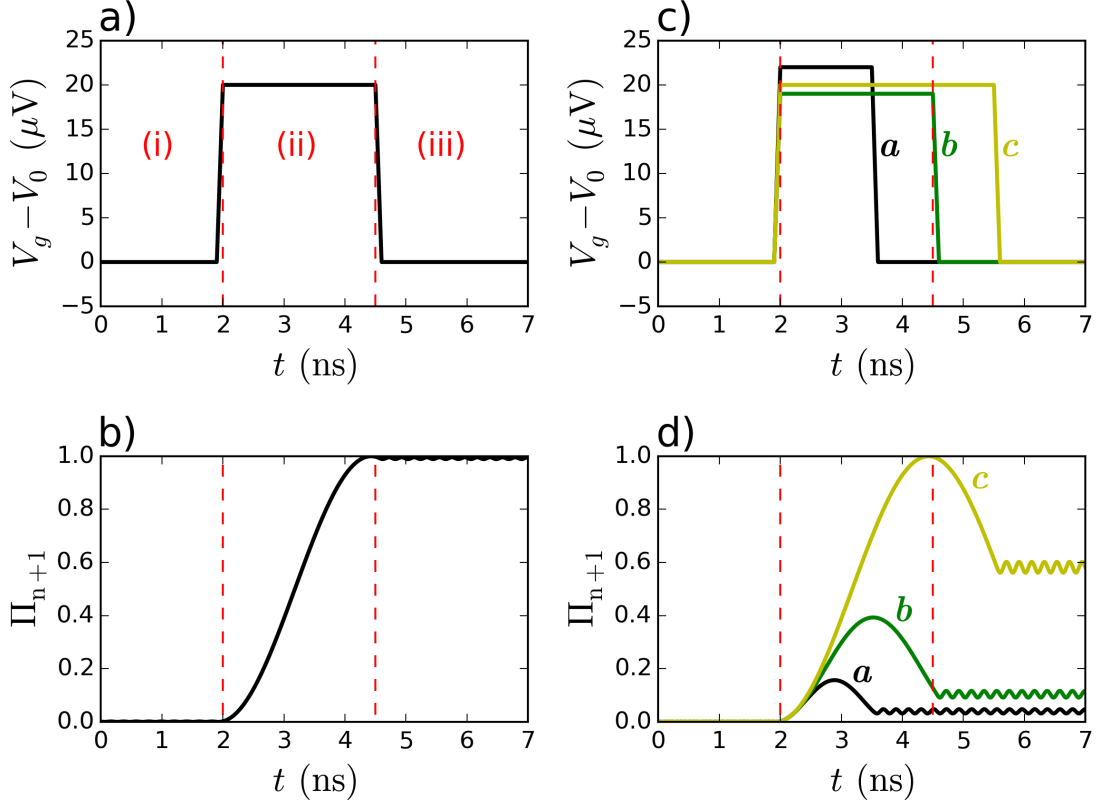 a)
V_g − V_0 (μV)
25
20
15
10
5
0
−5
(i)
(ii)
(iii)
0 1 2 3 4 5 6 7
t (ns)
c)
V_g − V_0 (μV)
25
20
15
10
5
0
−5
a
b
c
0 1 2 3 4 5 6 7
t (ns)
b)
Π_{n+1}
1.0
0.8
0.6
0.4
0.2
0.0
0 1 2 3 4 5 6 7
t (ns)
d)
Π_{n+1}
1.0
0.8
0.6
0.4
0.2
0.0
c
b
a
0 1 2 3 4 5 6 7
t (ns)